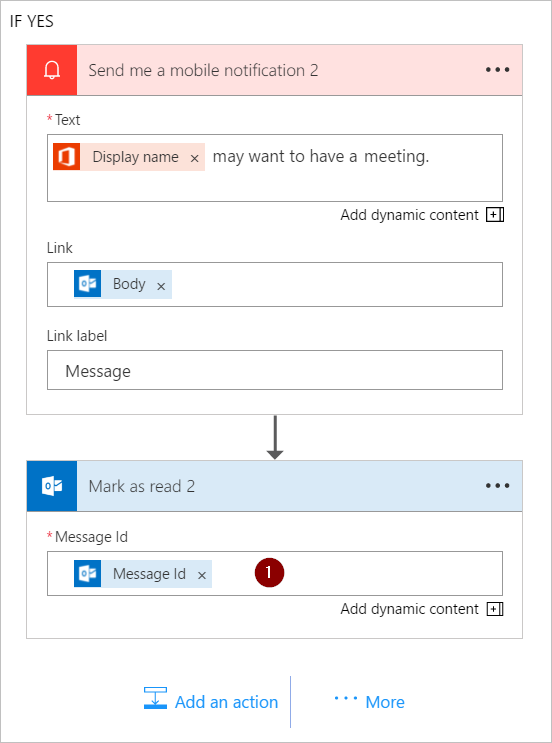 IF YES
Send me a mobile notification 2
* Text
Display name × may want to have a meeting.
Add dynamic content
Link
Body ×
Link label
Message
Mark as read 2
* Message Id
Message Id × 1
Add dynamic content
Add an action
More